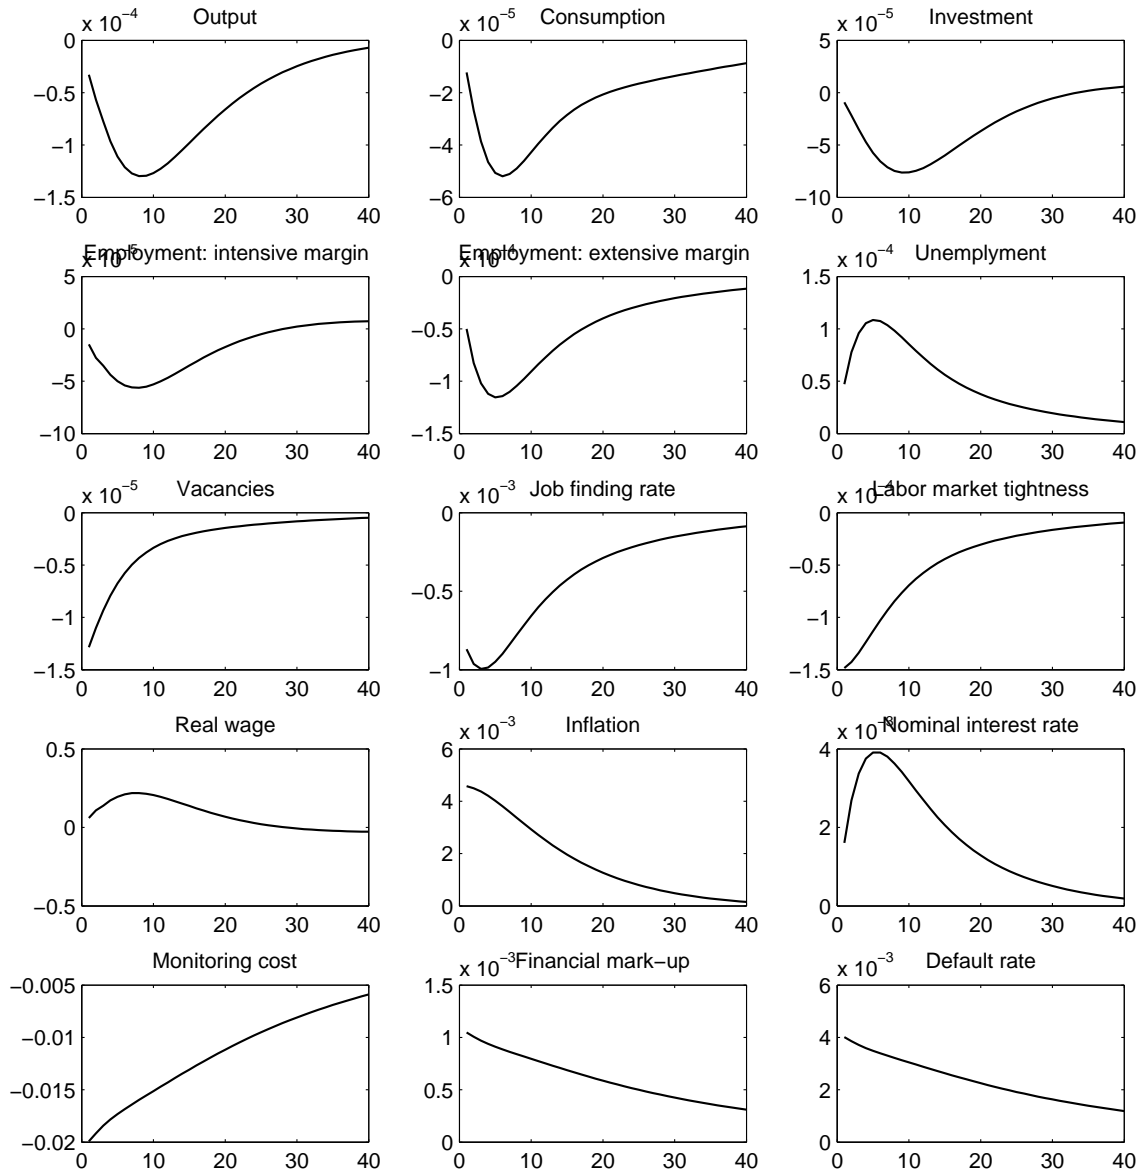 x 10−4 Output
0
−0.5
−1
−1.5
0 10 20 30 40
x 10−5 Consumption
0
−2
−4
−6
0 10 20 30 40
x 10−5 Investment
5
0
−5
−10
0 10 20 30 40
x 10−5 Employment: intensive margin
5
0
−5
−10
0 10 20 30 40
x 10−4 Employment: extensive margin
0
−0.5
−1
−1.5
0 10 20 30 40
x 10−4 Unemplyment
1.5
1
0.5
0
0 10 20 30 40
x 10−5 Vacancies
0
−0.5
−1
−1.5
0 10 20 30 40
x 10−3 Job finding rate
0
−0.5
−1
0 10 20 30 40
x 10−4 Labor market tightness
0
−0.5
−1
−1.5
0 10 20 30 40
Real wage
0.5
0
−0.5
0 10 20 30 40
x 10−3 Inflation
6
4
2
0
0 10 20 30 40
x 10−3 Nominal interest rate
4
2
0
0 10 20 30 40
Monitoring cost
−0.005
−0.01
−0.015
−0.02
0 10 20 30 40
x 10−3 Financial mark−up
1.5
1
0.5
0
0 10 20 30 40
x 10−3 Default rate
6
4
2
0
0 10 20 30 40